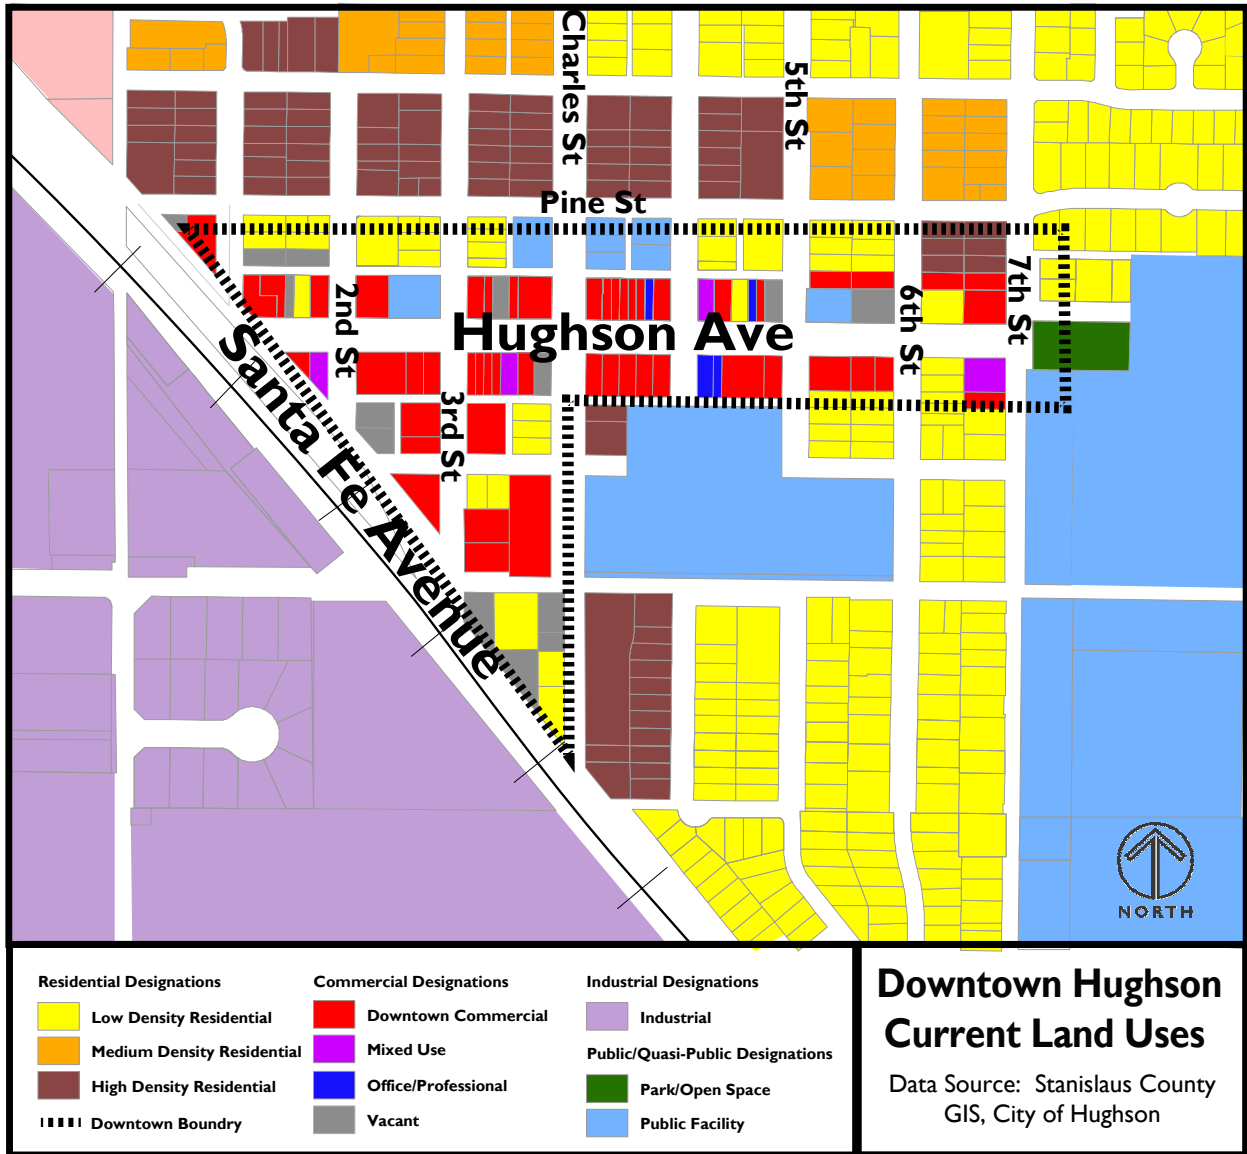 Charles St
5th St
Pine St
7th St
2nd St
6th St
Hughson Ave
Santa Fe Avenue
3rd St
NORTH
Residential Designations
Low Density Residential
Medium Density Residential
High Density Residential
Downtown Boundry
Commercial Designations
Downtown Commercial
Mixed Use
Office/Professional
Vacant
Industrial Designations
Industrial
Public/Quasi-Public Designations
Park/Open Space
Public Facility
Downtown Hughson
Current Land Uses
Data Source: Stanislaus County
GIS, City of Hughson